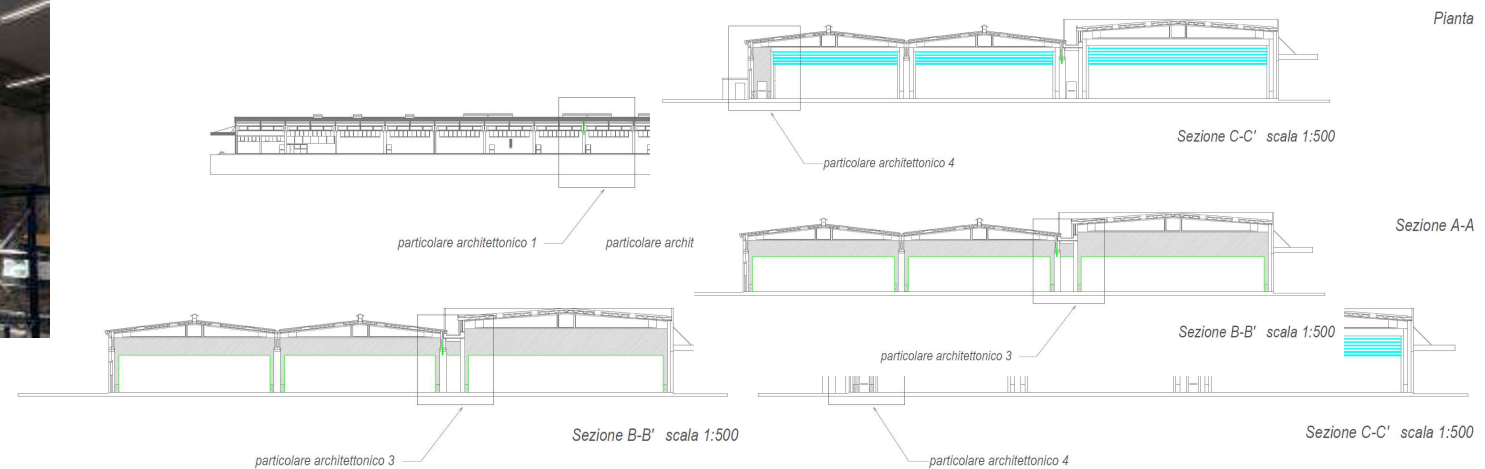 Pianta
Sezione C-C' scala 1:500
particolare architettonico 4
particolare architettonico 1
particolare archit
Sezione A-A
Sezione B-B' scala 1:500
particolare architettonico 3
Sezione B-B' scala 1:500
particolare architettonico 3
Sezione C-C' scala 1:500
particolare architettonico 4